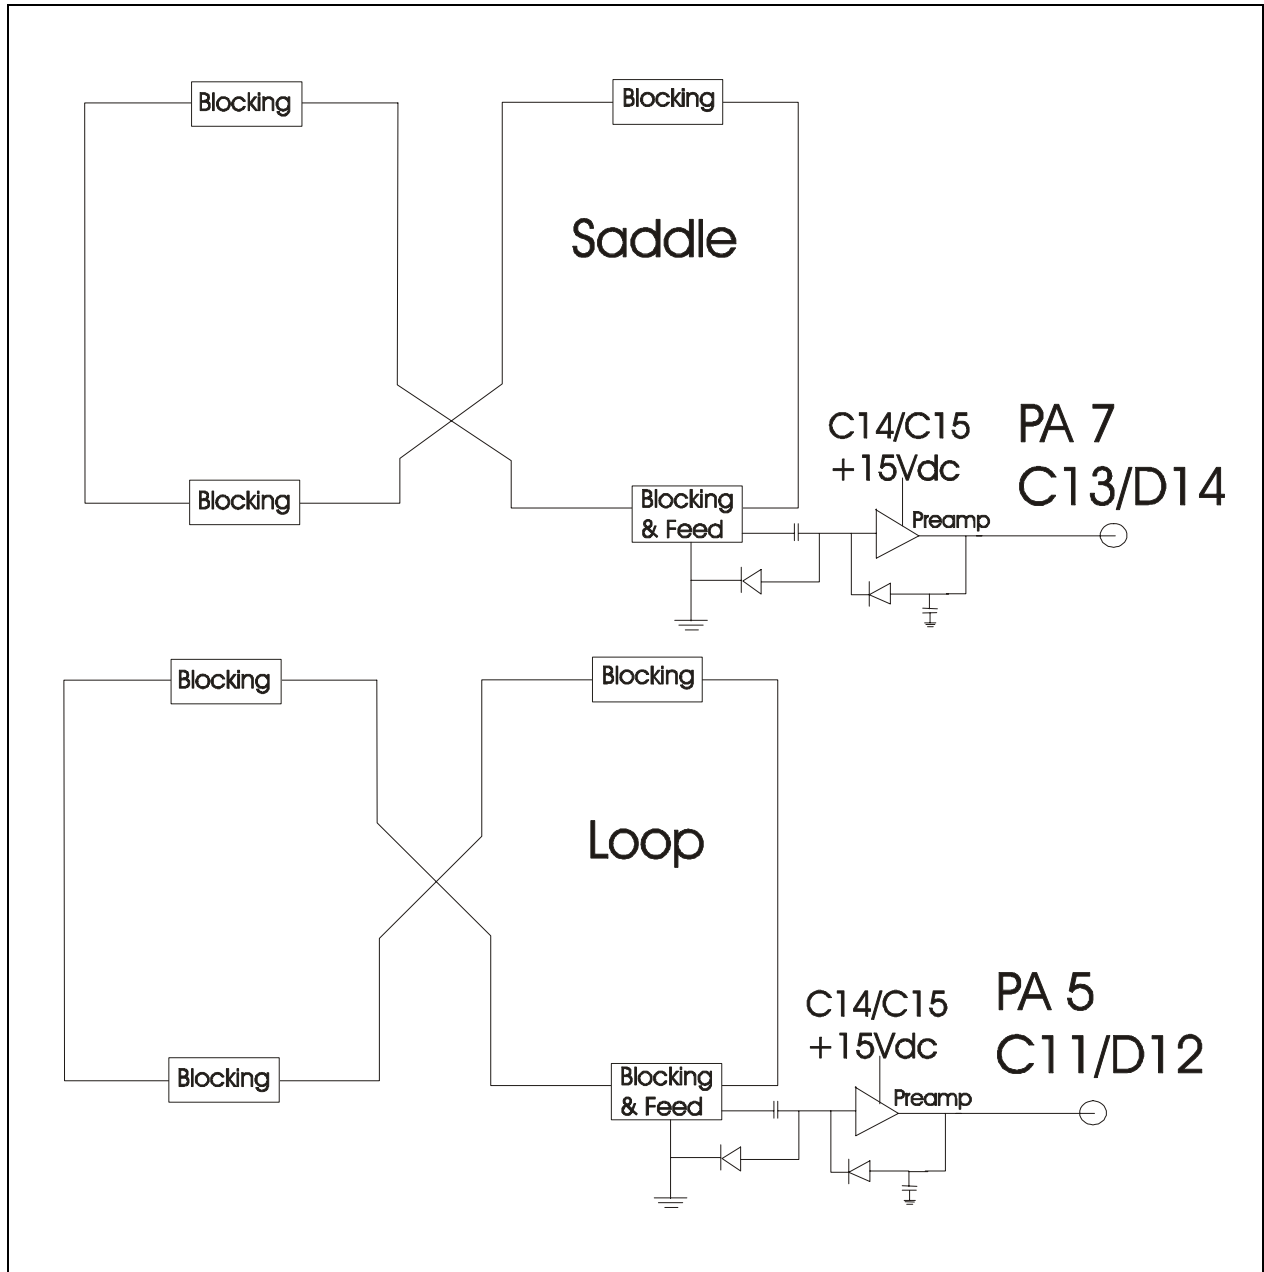 Blocking
Blocking
Saddle
C14/C15
+15Vdc
PA 7
C13/D14
Blocking
Blocking
& Feed
Preamp
Blocking
Blocking
Loop
C14/C15
+15Vdc
PA 5
C11/D12
Blocking
Blocking
& Feed
Preamp